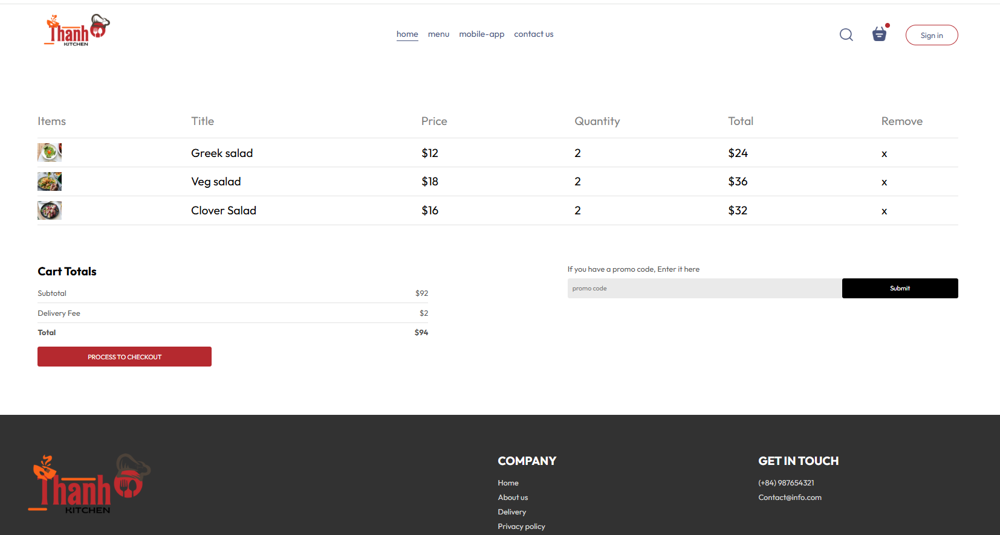 Thanh
KITCHEN
home menu mobile-app contact us
Sign in
Items Title Price Quantity Total Remove
Greek salad $12 2 $24 x
Veg salad $18 2 $36 x
Clover Salad $16 2 $32 x
Cart Totals
Subtotal $92
Delivery Fee $2
Total $94
PROCESS TO CHECKOUT
If you have a promo code, Enter it here
promo code Submit
Thanh
KITCHEN
COMPANY
Home
About us
Delivery
Privacy policy
GET IN TOUCH
(+84) 987654321
Contact@info.com